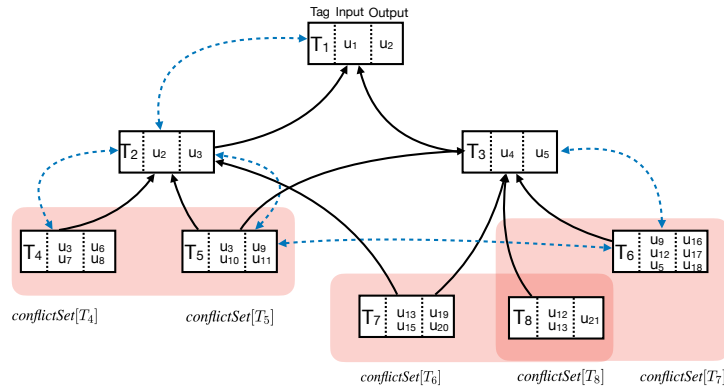 Tag Input Output
T1 u1 u2
T2 u2 u3
T3 u4 u5
T4 u3 u6
u7 u8
T5 u3 u9
u10 u11
T6 u9 u16
u12 u17
u5 u18
T7 u13 u19
u15 u20
T8 u12 u21
u13
conflictSet[T4]
conflictSet[T5]
conflictSet[T6]
conflictSet[T8]
conflictSet[T7]